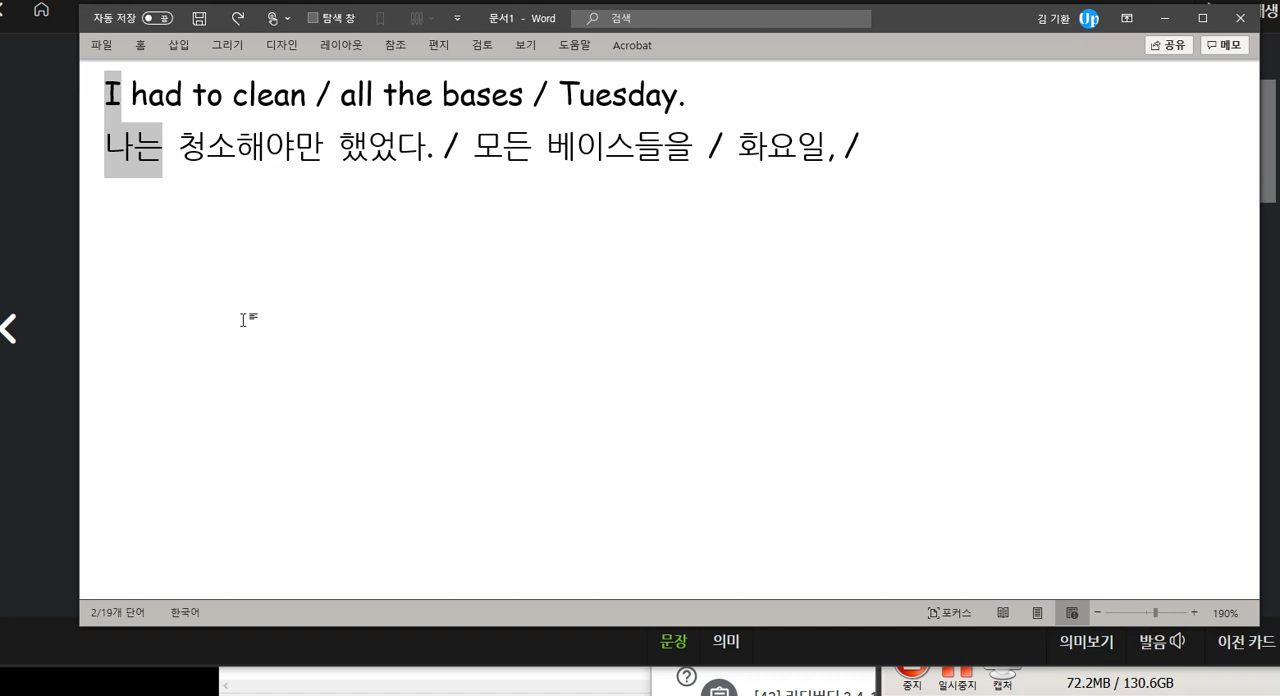 자동 저장 끔 탐색 창 문서1 - Word 검색 김 기환 Up
파일 홈 삽입 그리기 디자인 레이아웃 참조 편지 검토 보기 도움말 Acrobat 공유 메모
I had to clean / all the bases / Tuesday.
나는 청소해야만 했었다. / 모든 베이스들을 / 화요일, /
2/19개 단어 한국어 포커스 190%
문장 의미 의미보기 발음 이전 카드
중지 일시중지 캡처 72.2MB / 130.6GB